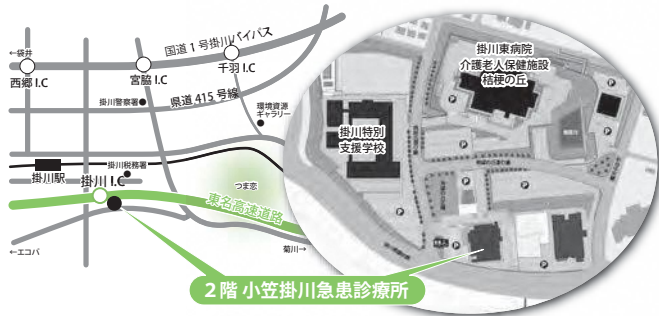 国道1号掛川バイパス
←袋井
西郷 I.C
宮脇 I.C
千羽 I.C
掛川警察署
県道 415 号線
環境資源
ギャラリー
掛川税務署
掛川駅
掛川 I.C
つま恋
東名高速道路
菊川→
←エコパ
掛川東病院
介護老人保健施設
桔梗の丘
掛川特別
支援学校
P
P
P
P
P
P
P
P
2階 小笠掛川急患診療所